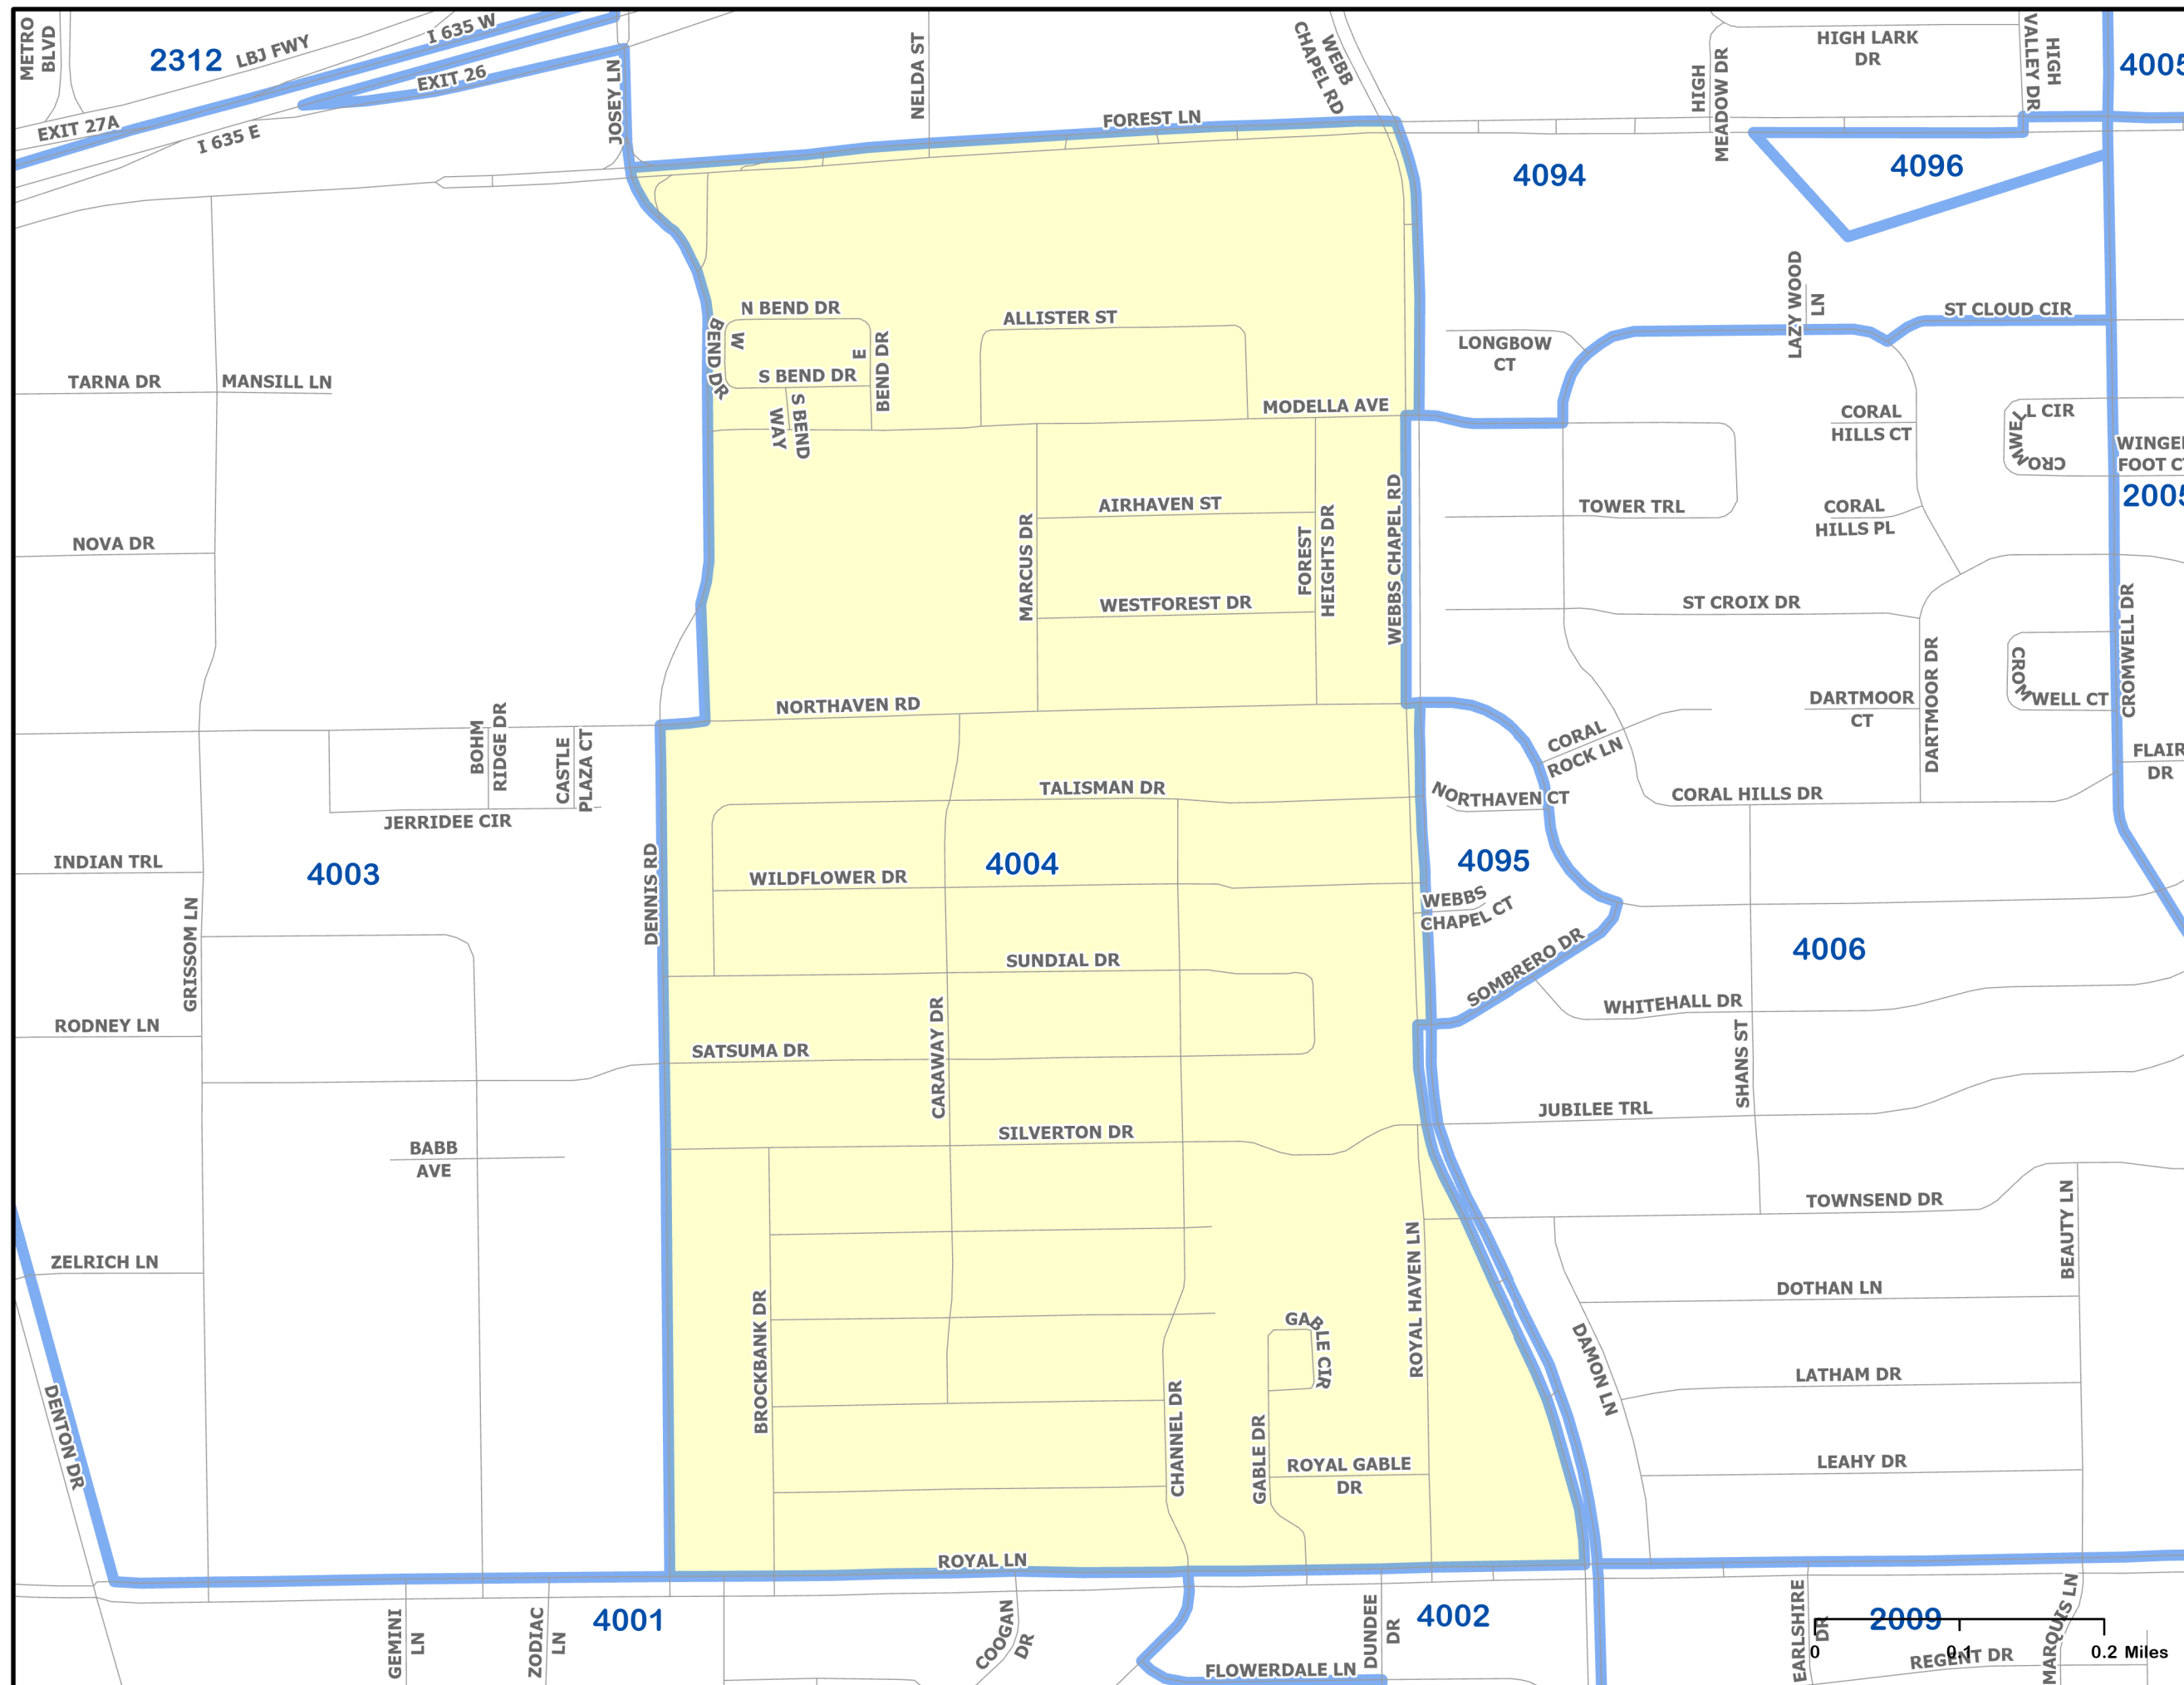 METRO
BLVD
2312
LBJ FWY
I 635 W
EXIT 26
EXIT 27A
I 635 E
JOSEY LN
NELDA ST
FOREST LN
WEBB
CHAPEL RD
HIGH
MEADOW DR
HIGH LARK
DR
HIGH
VALLEY DR
4005
4094
4096
LAZY WOOD
LN
ST CLOUD CIR
N BEND DR
W
BEND DR
E
BEND DR
S BEND DR
S BEND
WAY
ALLISTER ST
MODELLA AVE
LONGBOW
CT
TARNA DR
MANSILL LN
CORAL
HILLS CT
CROMWELL CIR
WINGED
FOOT CT
2005
AIRHAVEN ST
MARCUS DR
FOREST
HEIGHTS DR
WEBBS CHAPEL RD
TOWER TRL
CORAL
HILLS PL
NOVA DR
WESTFOREST DR
ST CROIX DR
CROMWELL DR
DARTMOOR DR
CROMWELL CT
DARTMOOR
CT
NORTHAVEN RD
BOHM
RIDGE DR
CASTLE
PLAZA CT
JERRIDEE CIR
CORAL
ROCK LN
FLAIR
DR
TALISMAN DR
NORTHAVEN CT
CORAL HILLS DR
INDIAN TRL
4003
DENNIS RD
4004
4095
WILDFLOWER DR
WEBBS
CHAPEL CT
GRISSOM LN
SUNDIAL DR
SOMBRERO DR
4006
RODNEY LN
SATSUMA DR
CARAWAY DR
WHITEHALL DR
SHANS ST
SILVERTON DR
JUBILEE TRL
BABB
AVE
TOWNSEND DR
BEAUTY LN
ZELRICH LN
BROCKBANK DR
GABLE CIR
ROYAL HAVEN LN
DOTHAN LN
DAMON LN
LATHAM DR
DENTON DR
CHANNEL DR
GABLE DR
ROYAL GABLE
DR
LEAHY DR
ROYAL LN
4001
4002
2009
GEMINI
LN
ZODIAC
LN
COOGAN
DR
DUNDEE
DR
FLOWERDALE LN
EARLSHIRE
DR
REGENT DR
MARQUIS LN
0 0.1 0.2 Miles